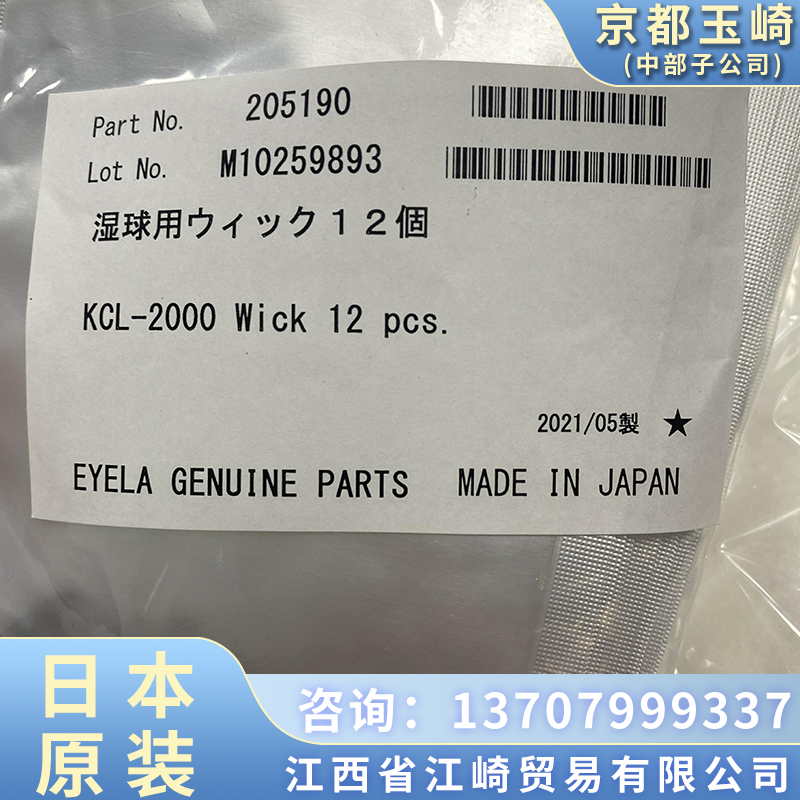 京都玉崎
(中部子公司)
Part No. 205190
Lot No. M10259893
湿球用ウィック１２個
KCL-2000 Wick 12 pcs.
2021/05製 ★
EYELA GENUINE PARTS MADE IN JAPAN
日本
原装
咨询：13707999337
江西省江崎贸易有限公司